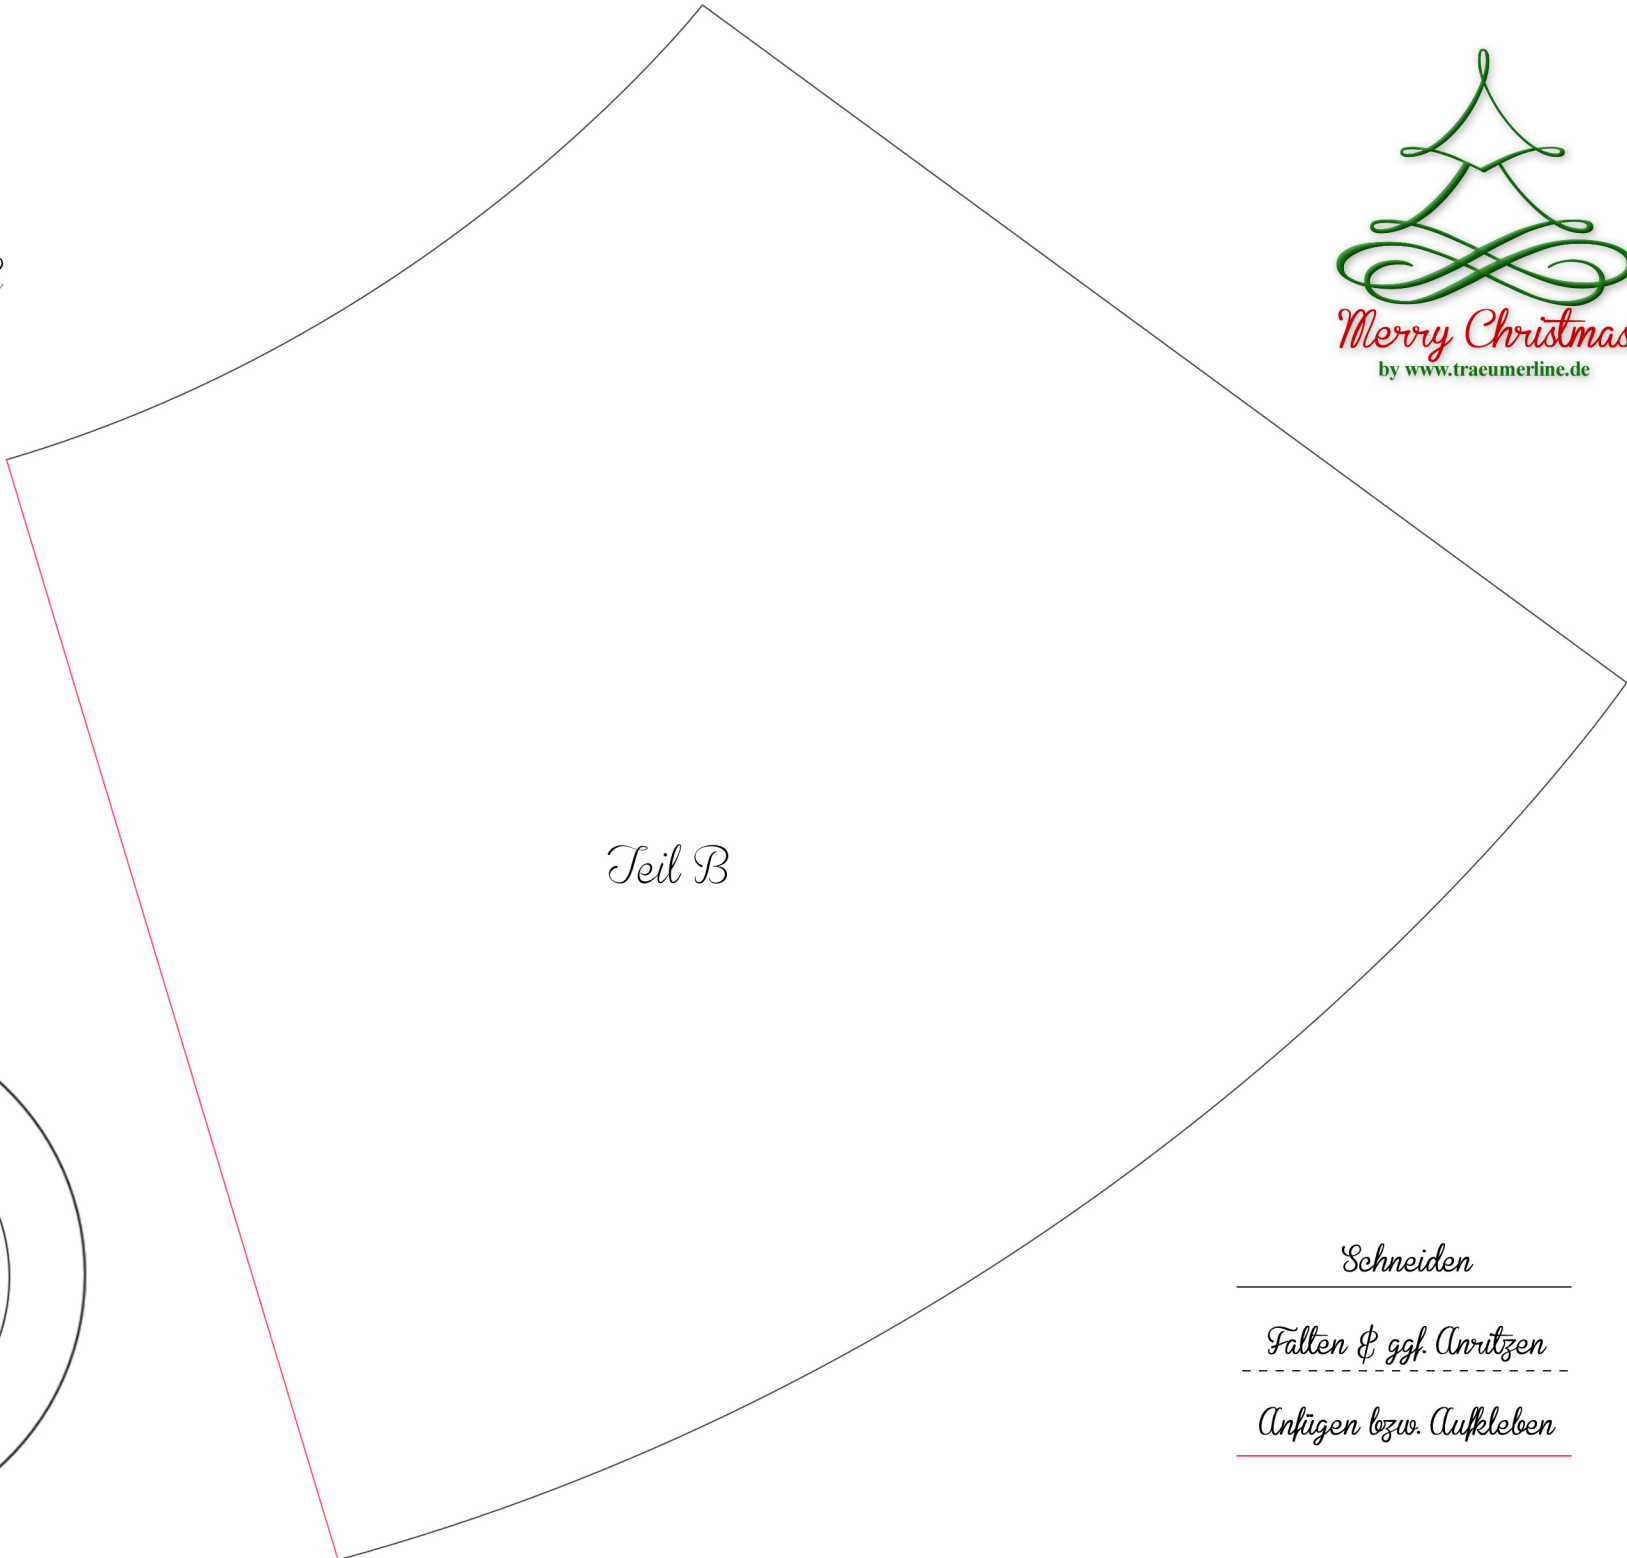 Merry Christmas
by www.traeumerline.de
Teil B
Schneiden
Falten & ggf. Anritzen
Anfügen bzw. Aufkleben